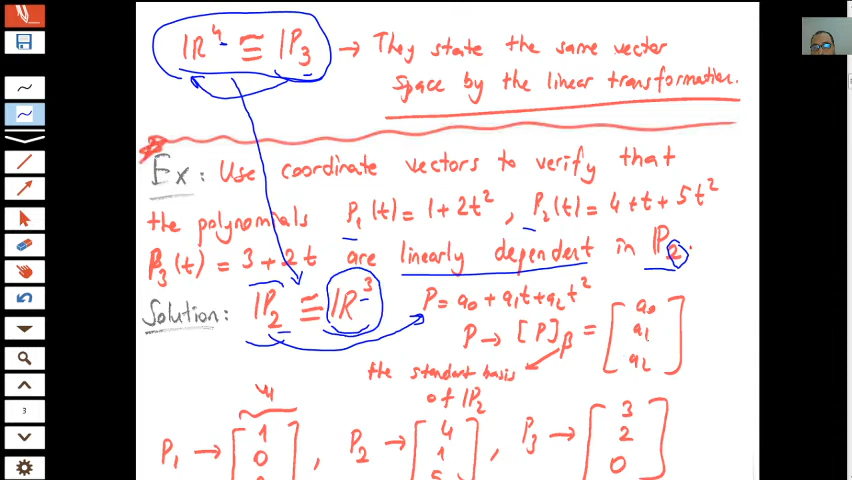 IR⁴ ≅ IP₃ → They state the same vector
space by the linear transformation.
Ex: Use coordinate vectors to verify that
the polynomials P₁(t) = 1+2t², P₂(t) = 4+t+5t²
P₃(t) = 3+2t are linearly dependent in IP₂.
Solution: IP₂ ≅ IR³ P = a₀ + a₁t + a₂t²
P → [P]β = [a₀ a₁ a₂]
the standard basis
of IP₂
P₁ → [1 0 , P₂ → [4 1 5 , P₃ → [3 2 0]
3